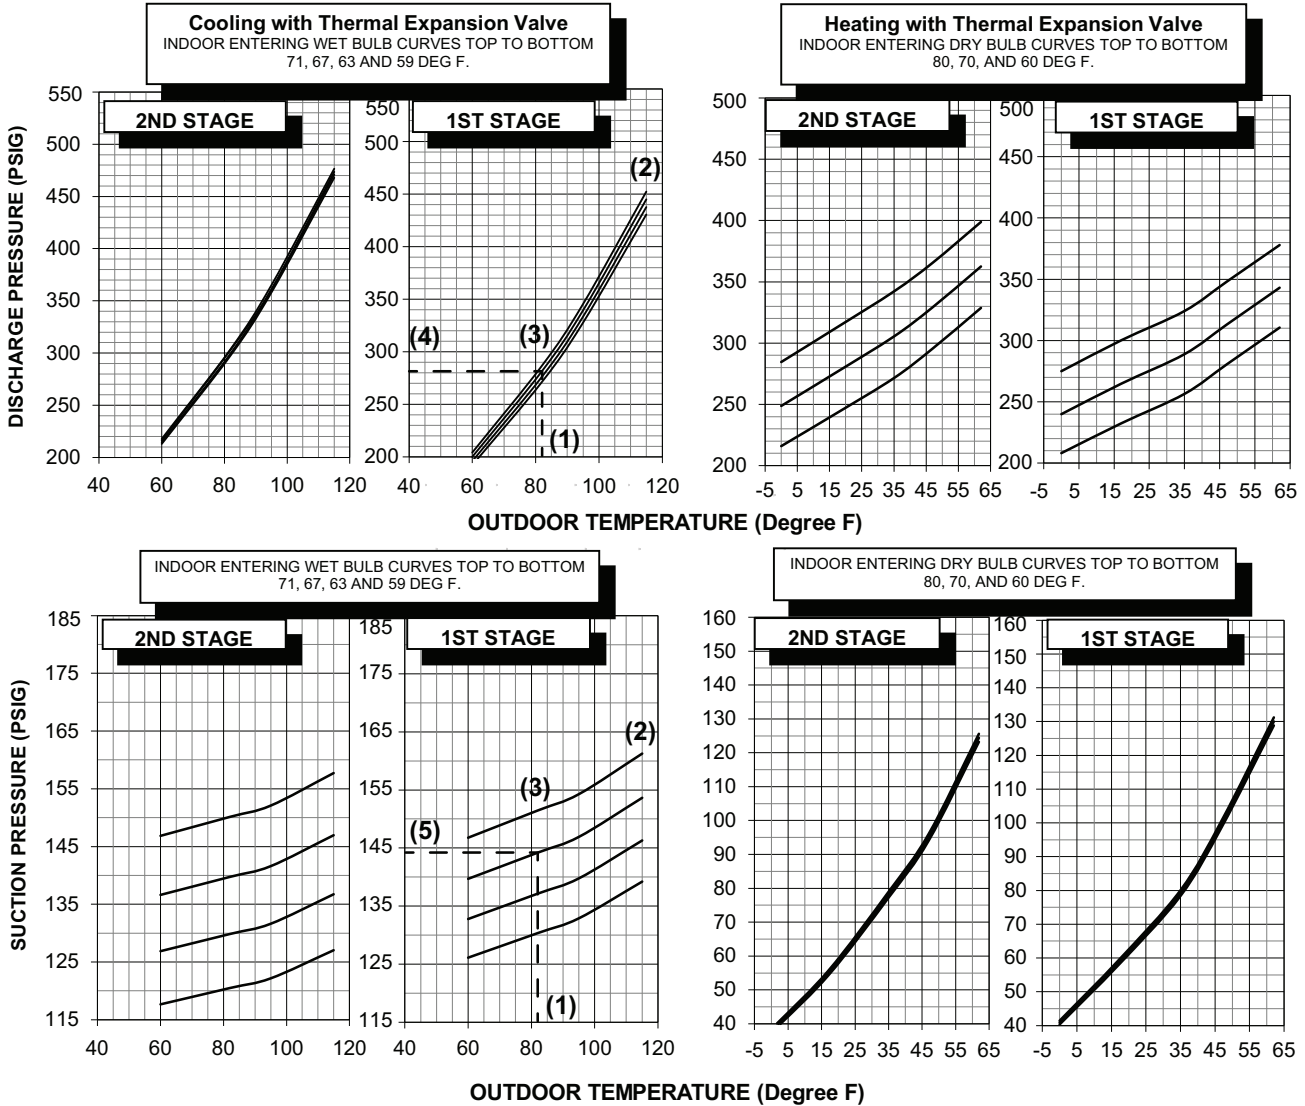 Cooling with Thermal Expansion Valve
INDOOR ENTERING WET BULB CURVES TOP TO BOTTOM
71, 67, 63 AND 59 DEG F.
Heating with Thermal Expansion Valve
INDOOR ENTERING DRY BULB CURVES TOP TO BOTTOM
80, 70, AND 60 DEG F.
DISCHARGE PRESSURE (PSIG)
2ND STAGE
550
500
450
400
350
300
250
200
40 60 80 100 120
1ST STAGE
550
500
450
400
350
300
250
200
(2)
(3)
(4)
(1)
40 60 80 100 120
2ND STAGE
500
450
400
350
300
250
200
-5 5 15 25 35 45 55 65
1ST STAGE
500
450
400
350
300
250
200
-5 5 15 25 35 45 55 65
OUTDOOR TEMPERATURE (Degree F)
INDOOR ENTERING WET BULB CURVES TOP TO BOTTOM
71, 67, 63 AND 59 DEG F.
INDOOR ENTERING DRY BULB CURVES TOP TO BOTTOM
80, 70, AND 60 DEG F.
SUCTION PRESSURE (PSIG)
2ND STAGE
185
175
165
155
145
135
125
115
40 60 80 100 120
1ST STAGE
185
175
165
155
145
135
125
115
(2)
(3)
(5)
(1)
40 60 80 100 120
2ND STAGE
160
150
140
130
120
110
100
90
80
70
60
50
40
-5 5 15 25 35 45 55 65
1ST STAGE
160
150
140
130
120
110
100
90
80
70
60
50
40
-5 5 15 25 35 45 55 65
OUTDOOR TEMPERATURE (Degree F)